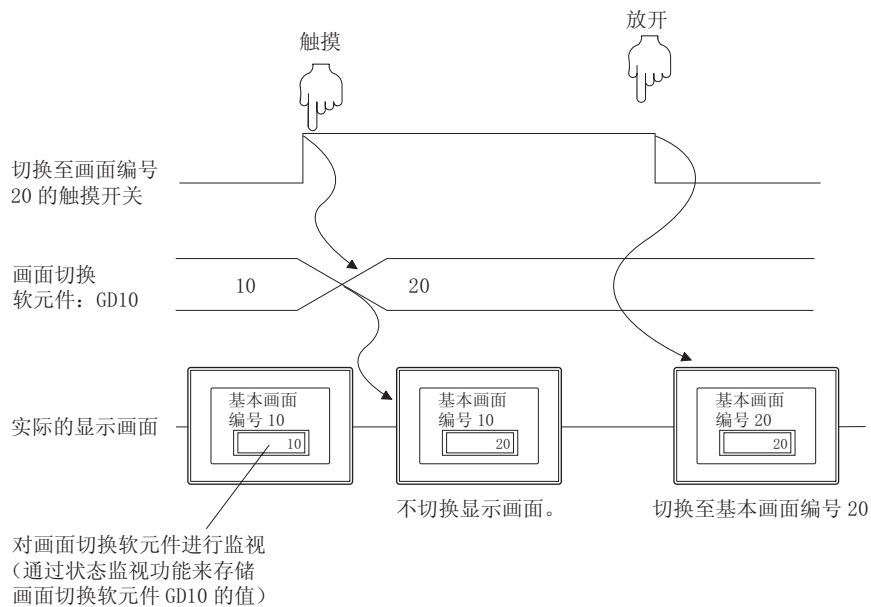 触摸
放开
切换至画面编号
20 的触摸开关
画面切换
软元件：GD10
10
20
实际的显示画面
基本画面
编号 10
10
基本画面
编号 10
20
基本画面
编号 20
20
不切换显示画面。
切换至基本画面编号 20
对画面切换软元件进行监视
（通过状态监视功能来存储
画面切换软元件 GD10 的值）